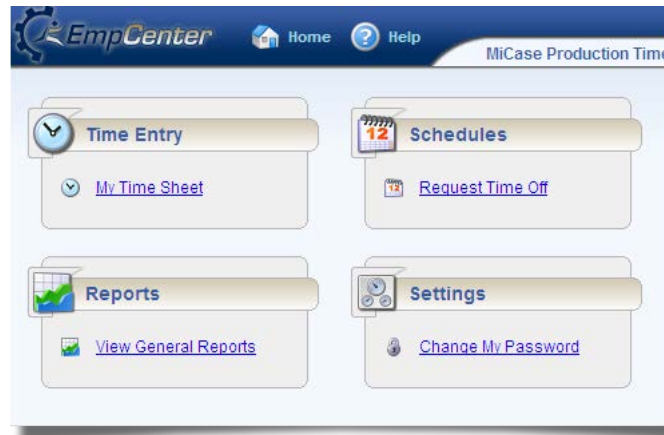 EmpCenter Home Help
MiCase Production Time
Time Entry
My Time Sheet
12 Schedules
12 Request Time Off
Reports
View General Reports
Settings
Change My Password